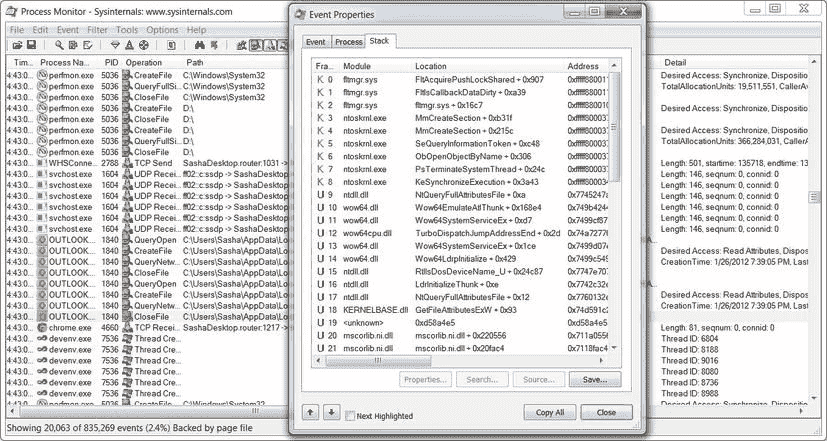 Process Monitor - Sysinternals: www.sysinternals.com
File Edit Event Filter Tools Options Help
Tim... Process Na... PID Operation Path
4:43:0... perfmon.exe 5036 CreateFile C:\Windows\System32
4:43:0... perfmon.exe 5036 QueryFullSi... C:\Windows\System32
4:43:0... perfmon.exe 5036 CloseFile C:\Windows\System32
4:43:0... perfmon.exe 5036 CreateFile D:\
4:43:0... perfmon.exe 5036 CreateFile D:\
4:43:0... perfmon.exe 5036 QueryFullSi... D:\
4:43:0... perfmon.exe 5036 CloseFile D:\
4:43:0... perfmon.exe 5036 CloseFile D:\
4:43:0... WHSConne... 2788 TCP Send SashaDesktop.router:1031 ->
4:43:0... svchost.exe 1604 UDP Recei... ff02::c:ssdp -> SashaDesktop
4:43:0... svchost.exe 1604 UDP Recei... ff02::c:ssdp -> SashaDesktop
4:43:0... svchost.exe 1604 UDP Recei... ff02::c:ssdp -> SashaDesktop
4:43:0... svchost.exe 1604 UDP Recei... ff02::c:ssdp -> SashaDesktop
4:43:0... svchost.exe 1604 UDP Recei... ff02::c:ssdp -> SashaDesktop
4:43:0... OUTLOOK... 1840 QueryOpen C:\Users\Sasha\AppData\Loc
4:43:0... OUTLOOK... 1840 CreateFile C:\Users\Sasha\AppData\Loc
4:43:0... OUTLOOK... 1840 QueryNetw... C:\Users\Sasha\AppData\Loc
4:43:0... OUTLOOK... 1840 CloseFile C:\Users\Sasha\AppData\Loc
4:43:0... OUTLOOK... 1840 QueryOpen C:\Users\Sasha\AppData\Loc
4:43:0... OUTLOOK... 1840 CreateFile C:\Users\Sasha\AppData\Loc
4:43:0... OUTLOOK... 1840 QueryNetw... C:\Users\Sasha\AppData\Loc
4:43:0... OUTLOOK... 1840 CloseFile C:\Users\Sasha\AppData\Loc
4:43:0... chrome.exe 4660 TCP Recei... SashaDesktop.router:1217 ->
4:43:0... devenv.exe 7536 Thread Cre...
4:43:0... devenv.exe 7536 Thread Cre...
4:43:0... devenv.exe 7536 Thread Cre...
4:43:0... devenv.exe 7536 Thread Cre...
4:43:0... devenv.exe 7536 Thread Cre...
4:43:0... devenv.exe 7536 Thread Cre...
Showing 20,063 of 835,269 events (2.4%) Backed by page file
Event Properties
Event Process Stack
Fra... Module Location Address
K 0 fltmgr.sys FltAcquirePushLockShared + 0x907 0xfffff88001
K 1 fltmgr.sys FltIsCallbackDataDirty + 0xa39 0xfffff88001
K 2 fltmgr.sys fltmgr.sys + 0x16c7 0xfffff88001
K 3 ntoskrnl.exe MmCreateSection + 0xb31f 0xfffff80003
K 4 ntoskrnl.exe MmCreateSection + 0x215c 0xfffff80003
K 5 ntoskrnl.exe SeQueryInformationToken + 0xc48 0xfffff80003
K 6 ntoskrnl.exe ObOpenObjectByName + 0x306 0xfffff80003
K 7 ntoskrnl.exe PsTerminateSystemThread + 0x24c 0xfffff80003
K 8 ntoskrnl.exe KeSynchronizeExecution + 0x3a43 0xfffff80003
U 9 ntdll.dll NtQueryFullAttributesFile + 0xa 0x7745247a
U 10 wow64.dll Wow64EmulateAtlThunk + 0x168e4 0x749b424
U 11 wow64.dll Wow64SystemServiceEx + 0xd7 0x7499cf87
U 12 wow64cpu.dll TurboDispatchJumpAddressEnd + 0x2d 0x74a7276
U 13 wow64.dll Wow64SystemServiceEx + 0x1ce 0x7499d07e
U 14 wow64.dll Wow64LdrpInitialize + 0x429 0x7499c549
U 15 ntdll.dll RtlIsDosDeviceName_U + 0x24c87 0x7747e707
U 16 ntdll.dll LdrInitializeThunk + 0xe 0x7742c32e
U 17 ntdll.dll NtQueryFullAttributesFile + 0x12 0x7760132e
U 18 KERNELBASE.dll GetFileAttributesExW + 0x93 0x74d591c2
U 19 <unknown> 0xd58a4e5 0xd58a4e5
U 20 mscorlib.ni.dll mscorlib.ni.dll + 0x220556 0x711a0556
U 21 mscorlib.ni.dll mscorlib.ni.dll + 0x20fac4 0x7118fac4
Properties... Search... Source... Save...
Next Highlighted Copy All Close
Detail
Desired Access: Synchronize, Dispositio
TotalAllocationUnits: 19,511,551, CallerAv
Desired Access: Synchronize, Dispositio
TotalAllocationUnits: 366,284,031, CallerA
Length: 501, startime: 135718, endtime: 13
Length: 146, seqnum: 0, connid: 0
Length: 146, seqnum: 0, connid: 0
Length: 146, seqnum: 0, connid: 0
Length: 146, seqnum: 0, connid: 0
Length: 146, seqnum: 0, connid: 0
Desired Access: Read Attributes, Dispos
CreationTime: 1/26/2012 7:39:05 PM, Last
Desired Access: Read Attributes, Dispos
CreationTime: 1/26/2012 7:39:05 PM, Last
Length: 81, seqnum: 0, connid: 0
Thread ID: 6804
Thread ID: 8188
Thread ID: 9016
Thread ID: 8080
Thread ID: 8736
Thread ID: 8988